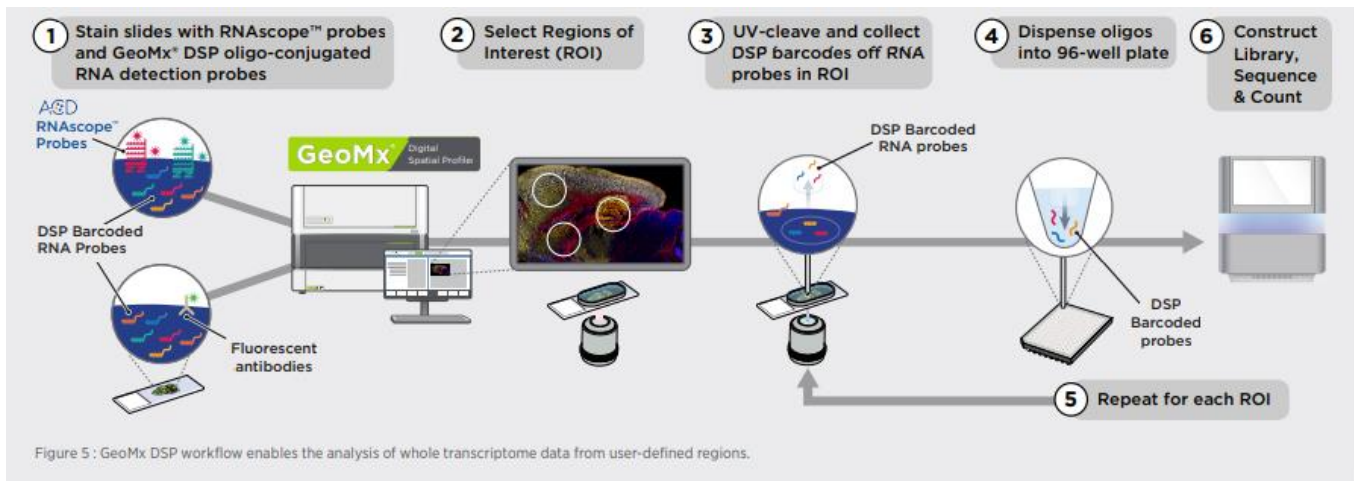 1 Stain slides with RNAscope™ probes
and GeoMx® DSP oligo-conjugated
RNA detection probes
2 Select Regions of
Interest (ROI)
3 UV-cleave and collect
DSP barcodes off RNA
probes in ROI
4 Dispense oligos
into 96-well plate
6 Construct
Library,
Sequence
& Count
ACD
RNAscope™
Probes
GeoMx® Digital
Spatial Profiler
DSP Barcoded
RNA probes
DSP Barcoded
RNA Probes
Fluorescent
antibodies
DSP
Barcoded
probes
5 Repeat for each ROI
Figure 5 : GeoMx DSP workflow enables the analysis of whole transcriptome data from user-defined regions.